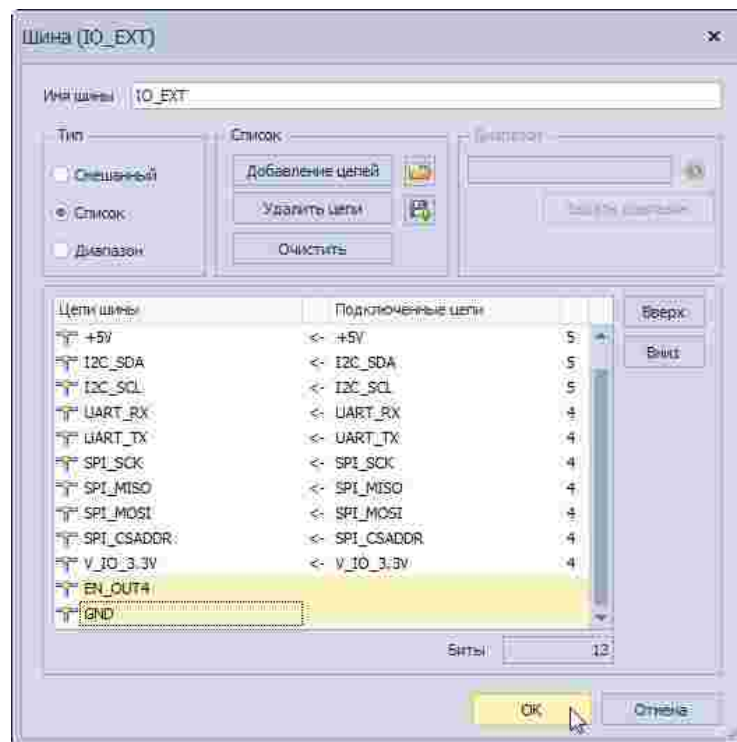 Шина (IO_EXT)
Имя шины IO_EXT
Тип
Смешанный
Список
Диапазон
Список
Добавление цепей
Удалить цепи
Очистить
Диапазон
Цепи шины Подключенные цепи
+5V <- +5V 5
I2C_SDA <- I2C_SDA 5
I2C_SCL <- I2C_SCL 5
UART_RX <- UART_RX 4
UART_TX <- UART_TX 4
SPI_SCK <- SPI_SCK 4
SPI_MISO <- SPI_MISO 4
SPI_MOSI <- SPI_MOSI 4
SPI_CSADDR <- SPI_CSADDR 4
V_IO_3.3V <- V_IO_3.3V 4
EN_OUT4
GND
Вверх
Вниз
Биты 13
OK Отмена